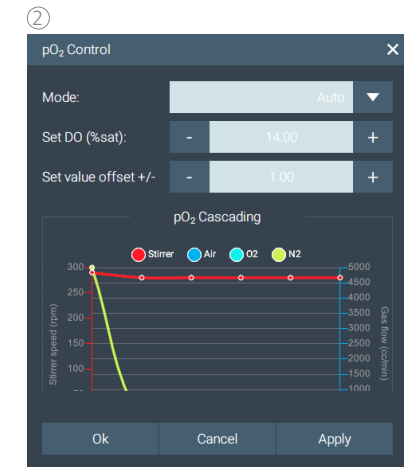 ②
pO₂ Control ×
Mode: Auto
Set DO (%sat): - 14.00 +
Set value offset +/- - 1.00 +
pO₂ Cascading
Stirrer Air O2 N2
300 5000
4500
250 4000
3500
200 3000
150 2500
2000
100 1500
1000
Stirrer speed (rpm)
Gas flow (cc/min)
Ok Cancel Apply